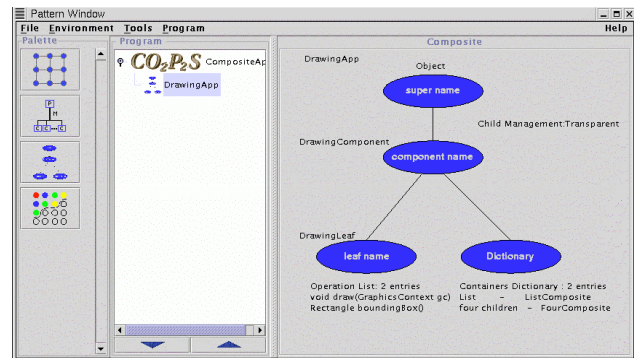 Pattern Window
File Environment Tools Program Help
Palette
P
M
C C C
Program
CO2P2S CompositeAp
DrawingApp
Composite
DrawingApp
Object
super name
Child Management:Transparent
DrawingComponent
component name
DrawingLeaf
leaf name
Dictionary
Operation List: 2 entries
void draw(GraphicsContext gc)
Rectangle boundingBox()
Containers Dictionary : 2 entries
List - ListComposite
four children - FourComposite